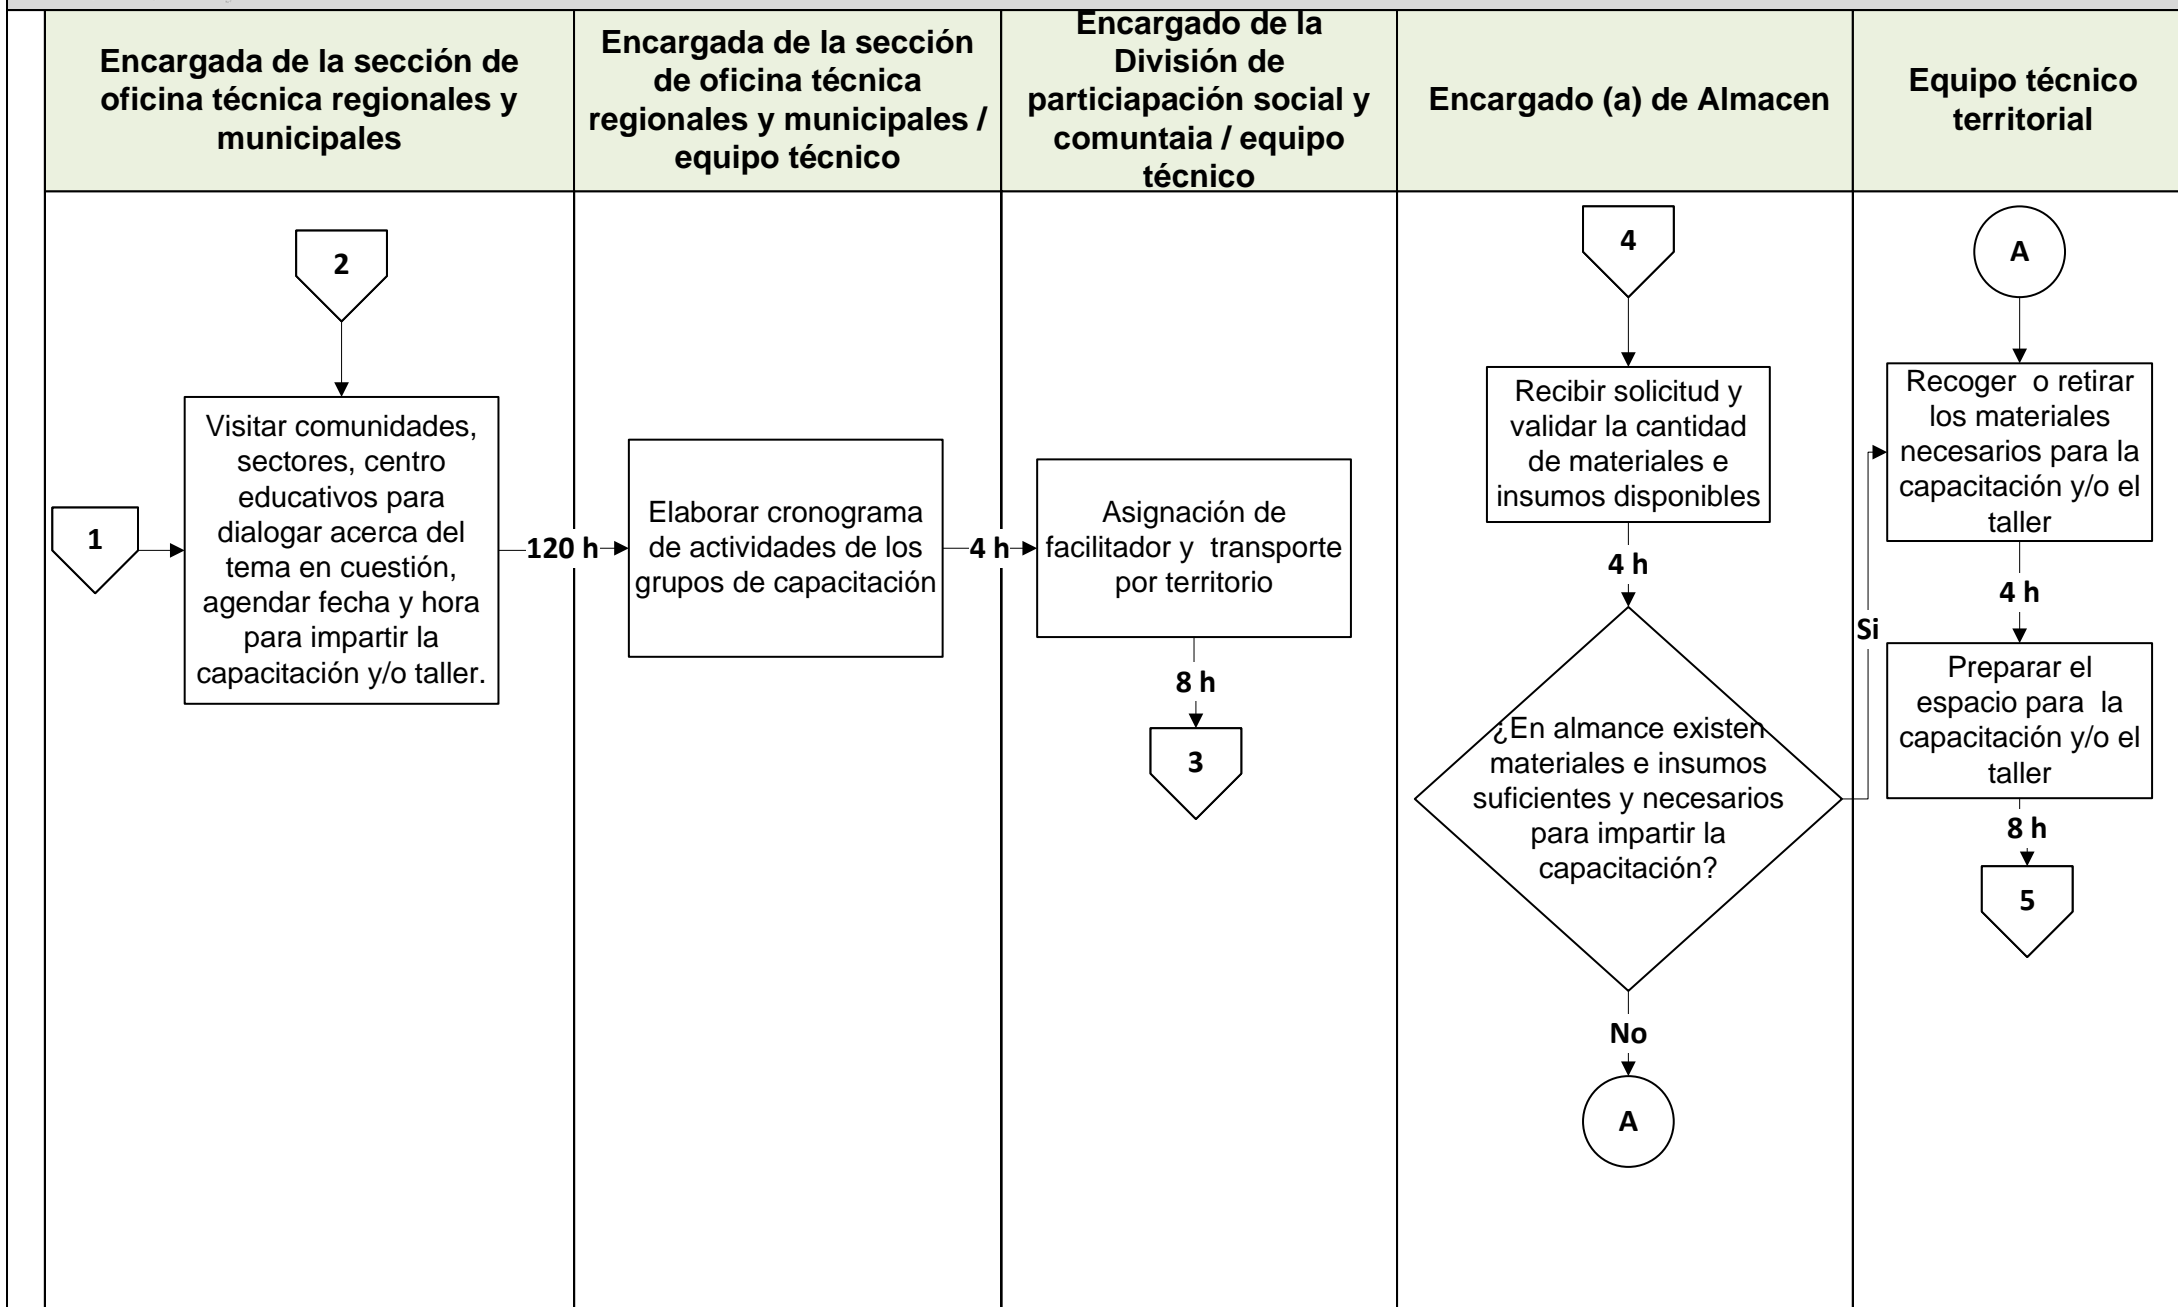 Encargada de la sección de
oficina técnica regionales y
municipales
Encargada de la sección
de oficina técnica
regionales y municipales /
equipo técnico
Encargado de la
División de
particiapación social y
comuntaia / equipo
técnico
Encargado (a) de Almacen
Equipo técnico
territorial
2
1
Visitar comunidades,
sectores, centro
educativos para
dialogar acerca del
tema en cuestión,
agendar fecha y hora
para impartir la
capacitación y/o taller.
120 h
Elaborar cronograma
de actividades de los
grupos de capacitación
4 h
Asignación de
facilitador y transporte
por territorio
8 h
3
4
Recibir solicitud y
validar la cantidad
de materiales e
insumos disponibles
4 h
¿En almance existen
materiales e insumos
suficientes y necesarios
para impartir la
capacitación?
Si
No
A
A
Recoger o retirar
los materiales
necesarios para la
capacitación y/o el
taller
4 h
Preparar el
espacio para la
capacitación y/o el
taller
8 h
5